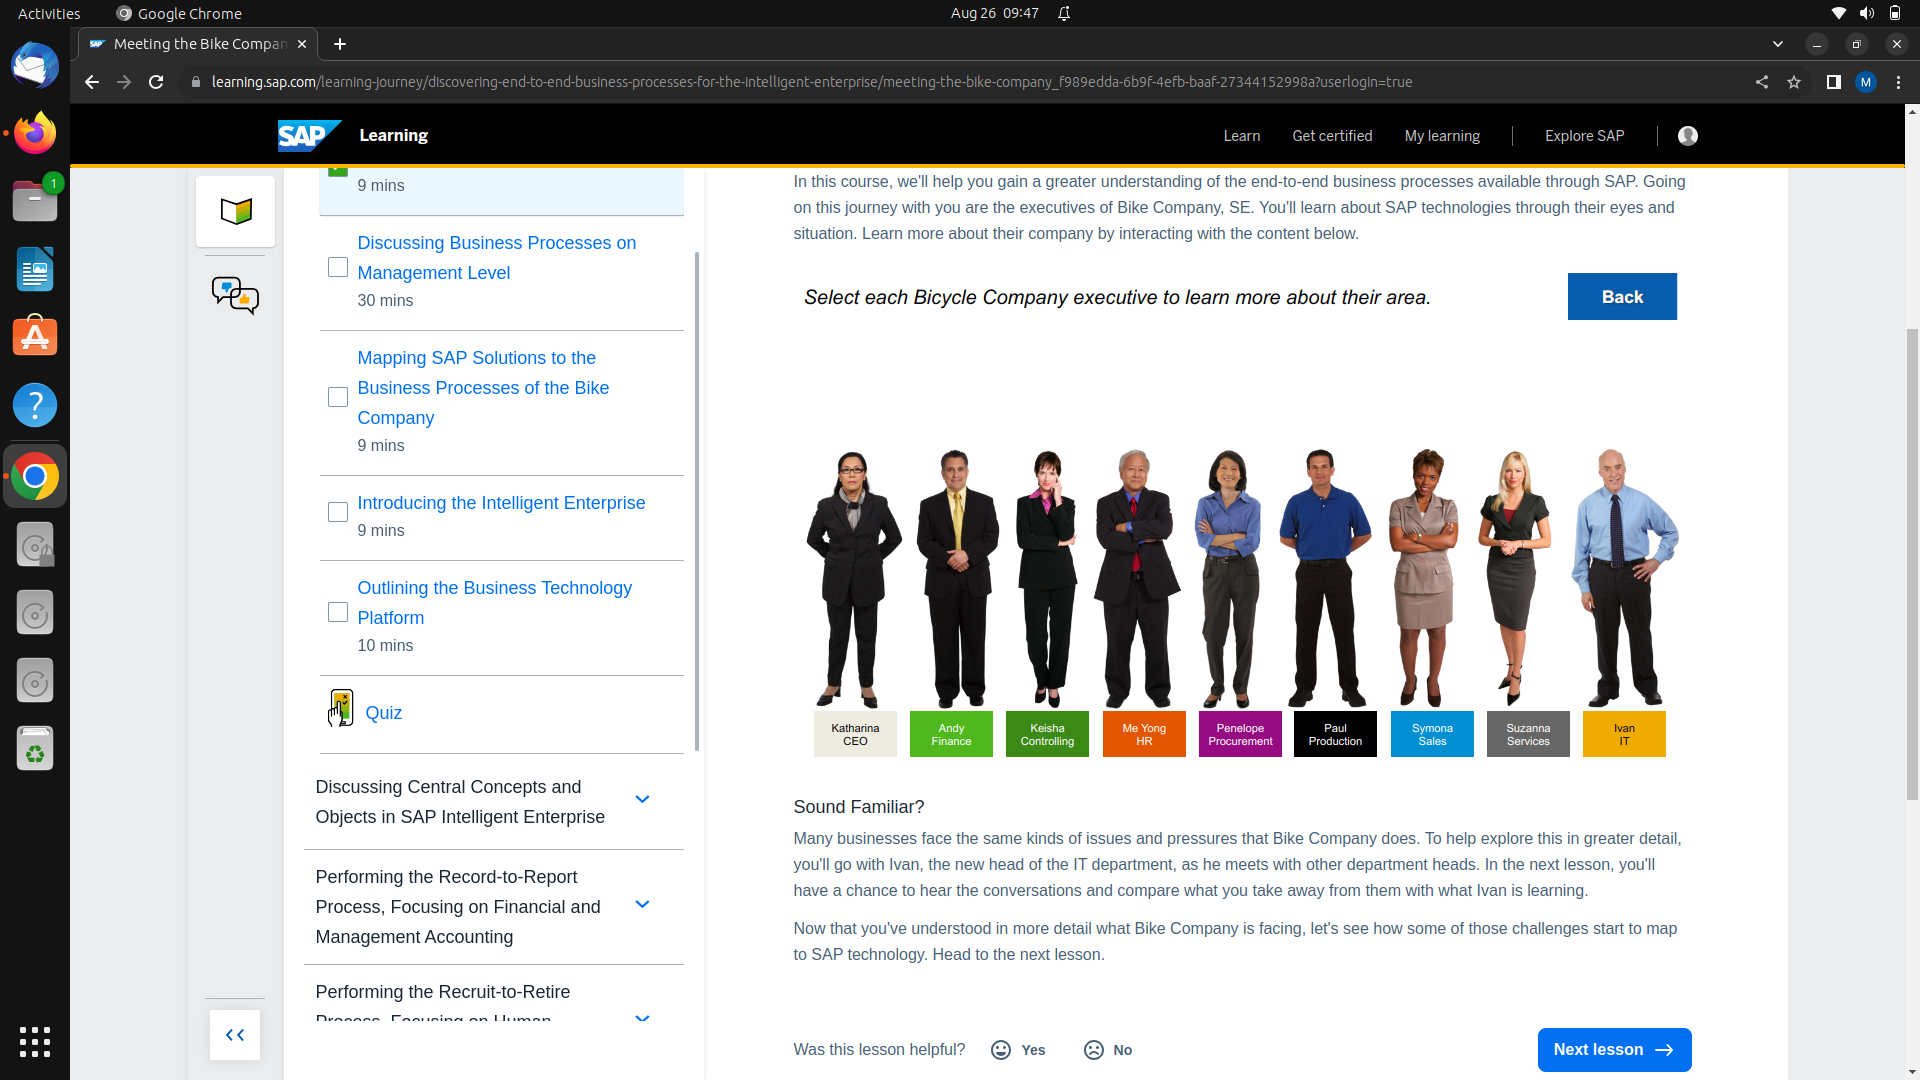 Activities
Google Chrome
Aug 26 09:47
Meeting the Bike Compan
learning.sap.com/learning-journey/discovering-end-to-end-business-processes-for-the-intelligent-enterprise/meeting-the-bike-company_f989edda-6b9f-4efb-baaf-27344152998a?userlogin=true
M
SAP Learning
Learn
Get certified
My learning
Explore SAP
1
9 mins
Discussing Business Processes on
Management Level
30 mins
Mapping SAP Solutions to the
Business Processes of the Bike
Company
9 mins
Introducing the Intelligent Enterprise
9 mins
Outlining the Business Technology
Platform
10 mins
Quiz
Discussing Central Concepts and
Objects in SAP Intelligent Enterprise
Performing the Record-to-Report
Process, Focusing on Financial and
Management Accounting
Performing the Recruit-to-Retire
Process, Focusing on Human
In this course, we'll help you gain a greater understanding of the end-to-end business processes available through SAP. Going
on this journey with you are the executives of Bike Company, SE. You'll learn about SAP technologies through their eyes and
situation. Learn more about their company by interacting with the content below.
Select each Bicycle Company executive to learn more about their area.
Back
Katharina
CEO
Andy
Finance
Keisha
Controlling
Me Yong
HR
Penelope
Procurement
Paul
Production
Symona
Sales
Suzanna
Services
Ivan
IT
Sound Familiar?
Many businesses face the same kinds of issues and pressures that Bike Company does. To help explore this in greater detail,
you'll go with Ivan, the new head of the IT department, as he meets with other department heads. In the next lesson, you'll
have a chance to hear the conversations and compare what you take away from them with what Ivan is learning.
Now that you've understood in more detail what Bike Company is facing, let's see how some of those challenges start to map
to SAP technology. Head to the next lesson.
Was this lesson helpful?
Yes
No
Next lesson